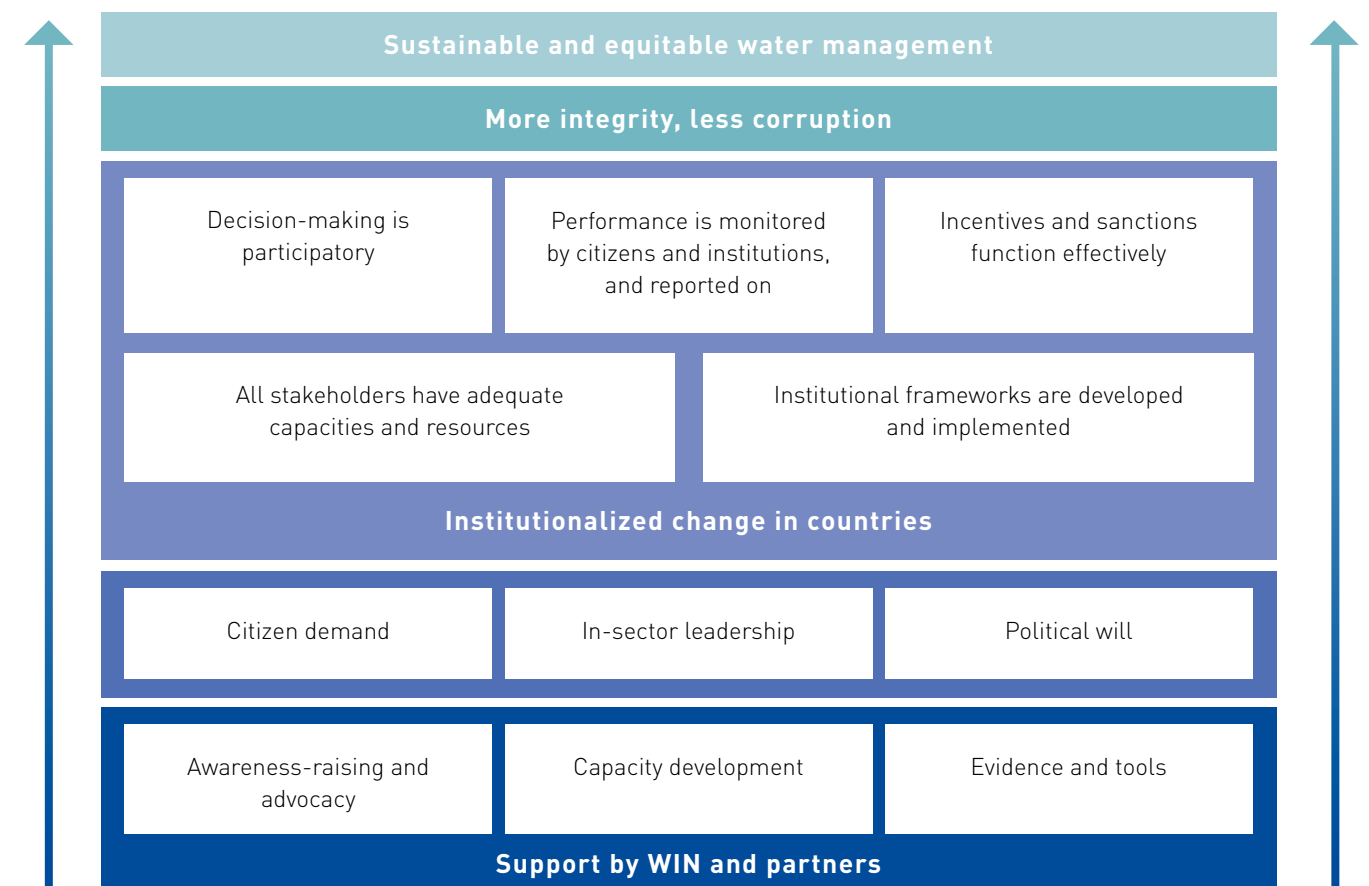 Sustainable and equitable water management
More integrity, less corruption
Decision-making is
participatory
Performance is monitored
by citizens and institutions,
and reported on
Incentives and sanctions
function effectively
All stakeholders have adequate
capacities and resources
Institutional frameworks are developed
and implemented
Institutionalized change in countries
Citizen demand
In-sector leadership
Political will
Awareness-raising and
advocacy
Capacity development
Evidence and tools
Support by WIN and partners